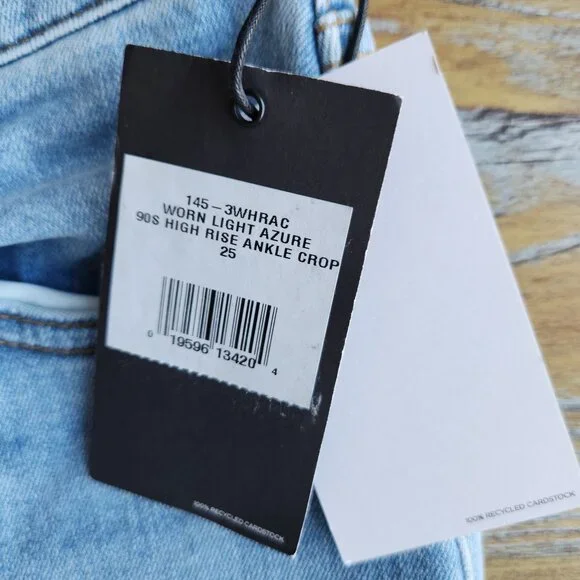 145-3WHRAC
WORN LIGHT AZURE
90S HIGH RISE ANKLE CROP
25
0 19596 13420 4
100% RECYCLED CARDSTOCK
100% RECYCLED CARDSTOCK